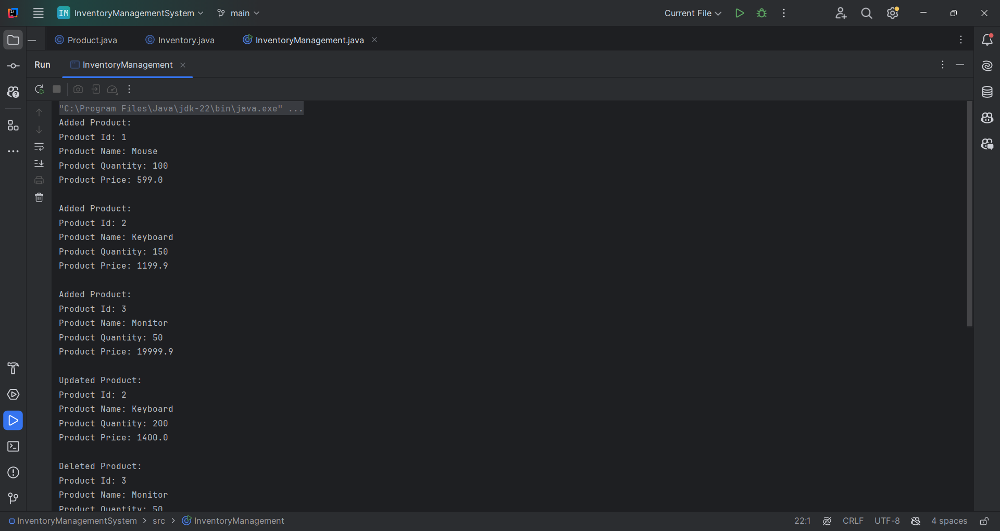 IM InventoryManagementSystem main Current File
Product.java Inventory.java InventoryManagement.java
Run InventoryManagement
"C:\Program Files\Java\jdk-22\bin\java.exe" ...
Added Product:
Product Id: 1
Product Name: Mouse
Product Quantity: 100
Product Price: 599.0
Added Product:
Product Id: 2
Product Name: Keyboard
Product Quantity: 150
Product Price: 1199.9
Added Product:
Product Id: 3
Product Name: Monitor
Product Quantity: 50
Product Price: 19999.9
Updated Product:
Product Id: 2
Product Name: Keyboard
Product Quantity: 200
Product Price: 1400.0
Deleted Product:
Product Id: 3
Product Name: Monitor
Product Quantity: 50
InventoryManagementSystem > src > InventoryManagement 22:1 CRLF UTF-8 4 spaces